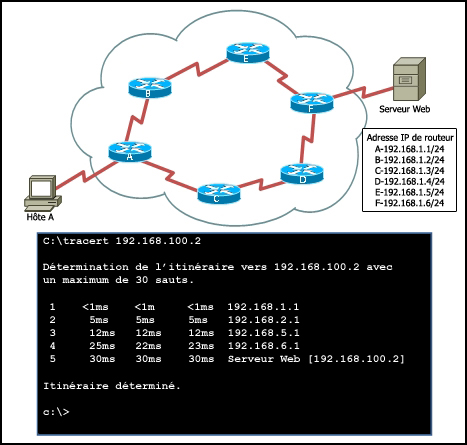 E
B
F
Serveur Web
A
D
C
Hôte A
Adresse IP de routeur
A-192.168.1.1/24
B-192.168.1.2/24
C-192.168.1.3/24
D-192.168.1.4/24
E-192.168.1.5/24
F-192.168.1.6/24
C:\tracert 192.168.100.2
Détermination de l'itinéraire vers 192.168.100.2 avec
un maximum de 30 sauts.
1 <1ms <1m <1ms 192.168.1.1
2 5ms 5ms 5ms 192.168.2.1
3 12ms 12ms 12ms 192.168.5.1
4 25ms 22ms 23ms 192.168.6.1
5 30ms 30ms 30ms Serveur Web [192.168.100.2]
Itinéraire déterminé.
c:\>